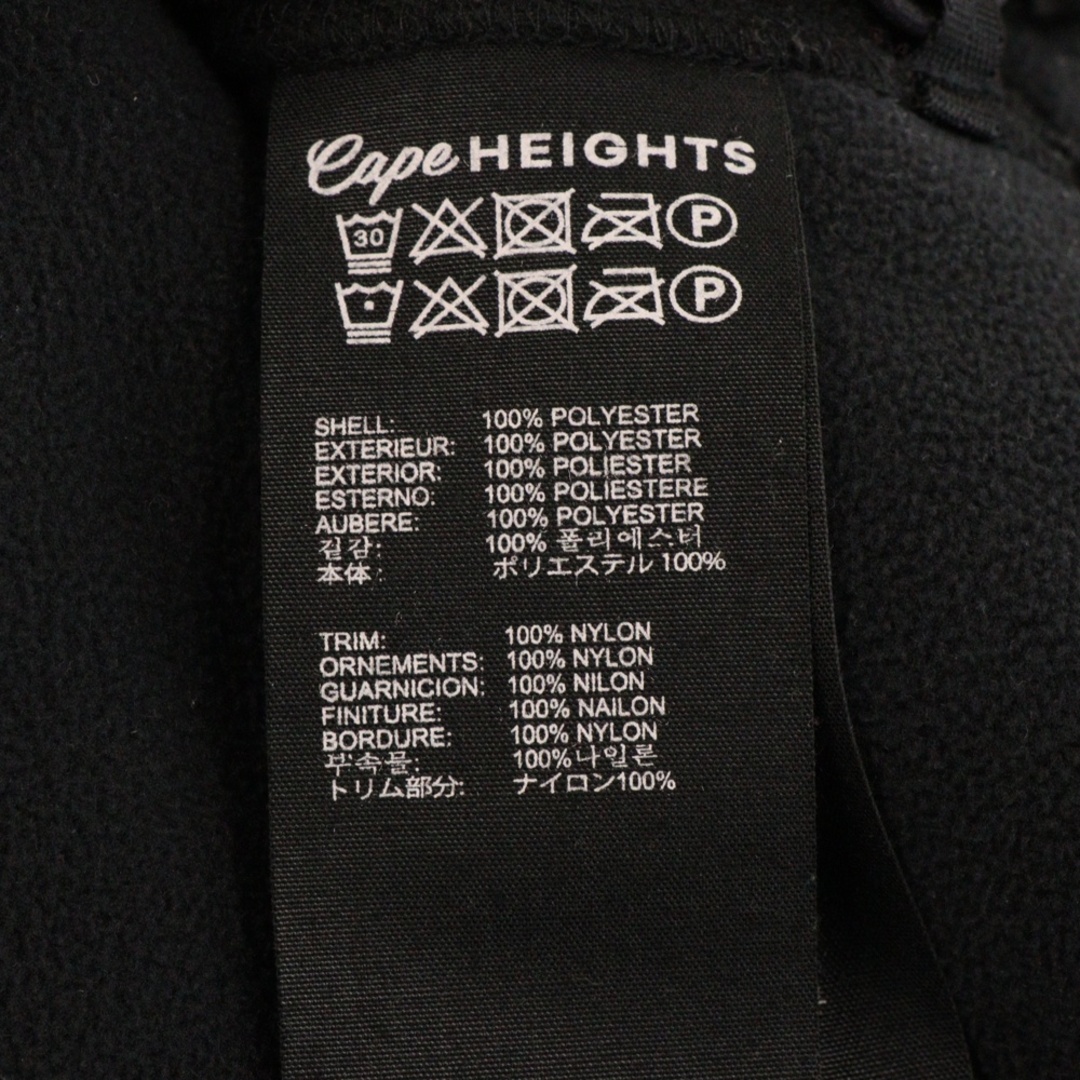 Cape HEIGHTS
30 P
P
SHELL: 100% POLYESTER
EXTERIEUR: 100% POLYESTER
EXTERIOR: 100% POLIESTER
ESTERNO: 100% POLIESTERE
AUBERE: 100% POLYESTER
겉감: 100% 폴리에스터
本体: ポリエステル 100%
TRIM: 100% NYLON
ORNEMENTS: 100% NYLON
GUARNICION: 100% NILON
FINITURE: 100% NAILON
BORDURE: 100% NYLON
부속물: 100%나일론
トリム部分: ナイロン100%